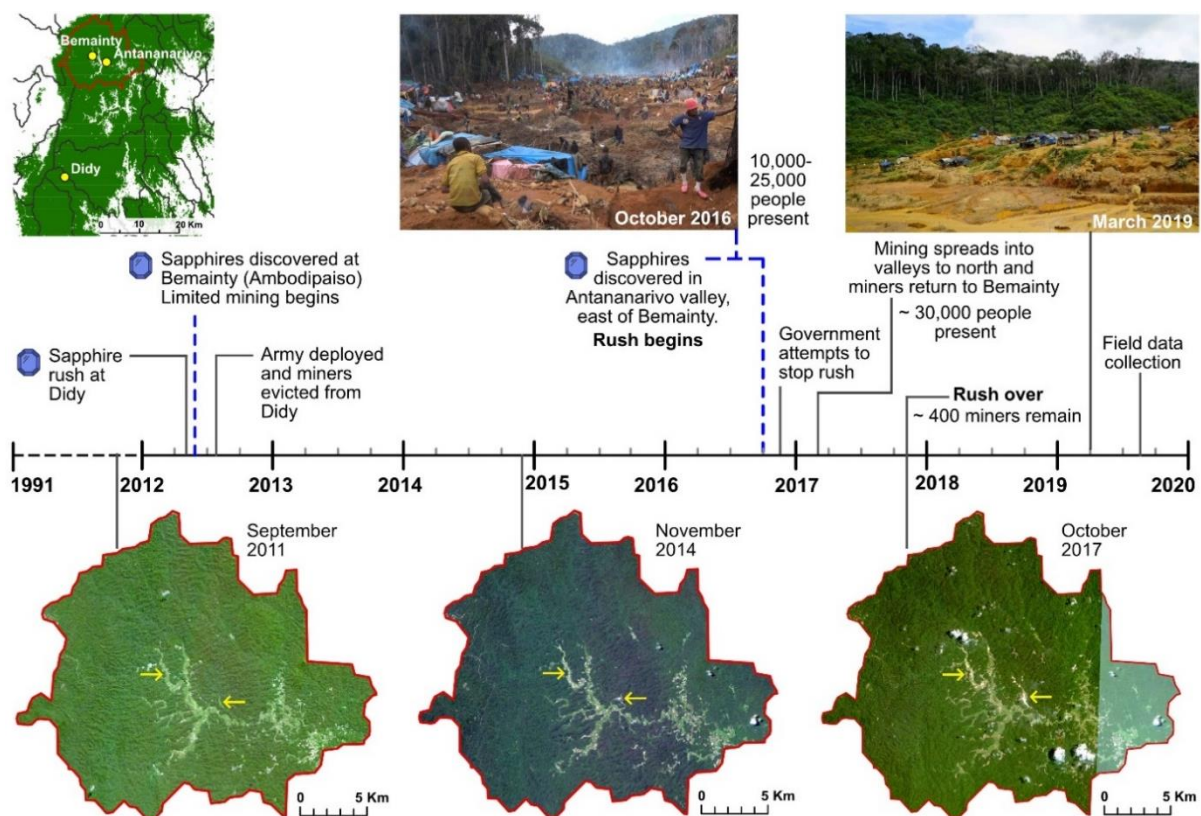 Bemainty
Antananarivo
Didy
0 10 20 Km
October 2016
10,000-
25,000
people
present
March 2019
Sapphires discovered at
Bemainty (Ambodipaiso)
Limited mining begins
Sapphires
discovered in
Antananarivo valley,
east of Bemainty.
Rush begins
Mining spreads into
valleys to north and
miners return to Bemainty
~ 30,000 people
present
Sapphire
rush at
Didy
Army deployed
and miners
evicted from
Didy
Government
attempts to
stop rush
Rush over
~ 400 miners remain
Field data
collection
1991 2012 2013 2014 2015 2016 2017 2018 2019 2020
September
2011
November
2014
October
2017
0 5 Km
0 5 Km
0 5 Km